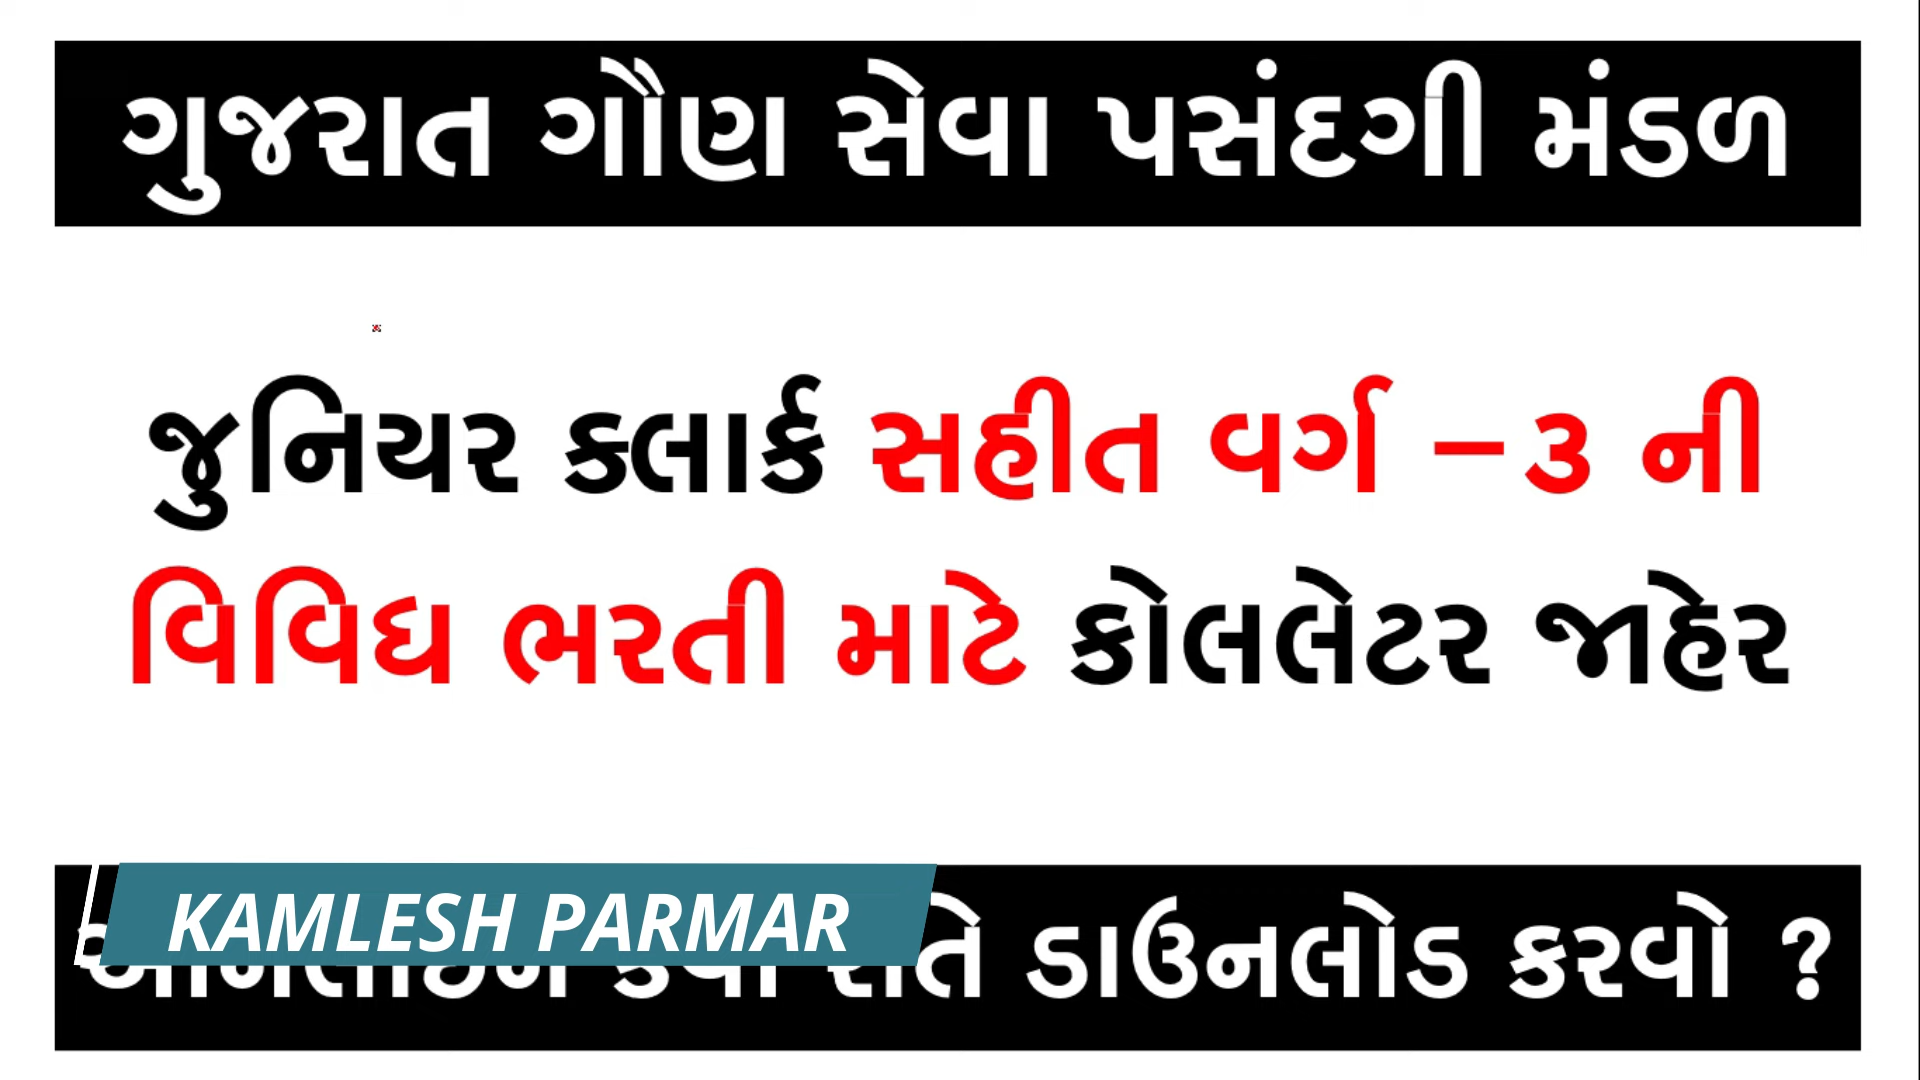 ગુજરાત ગૌણ સેવા પસંદગી મંડળ
જુનિયર ક્લાર્ક સહીત વર્ગ – ૩ ની
વિવિધ ભરતી માટે કોલલેટર જાહેર
KAMLESH PARMAR
ડાઉનલોડ કરવો ?